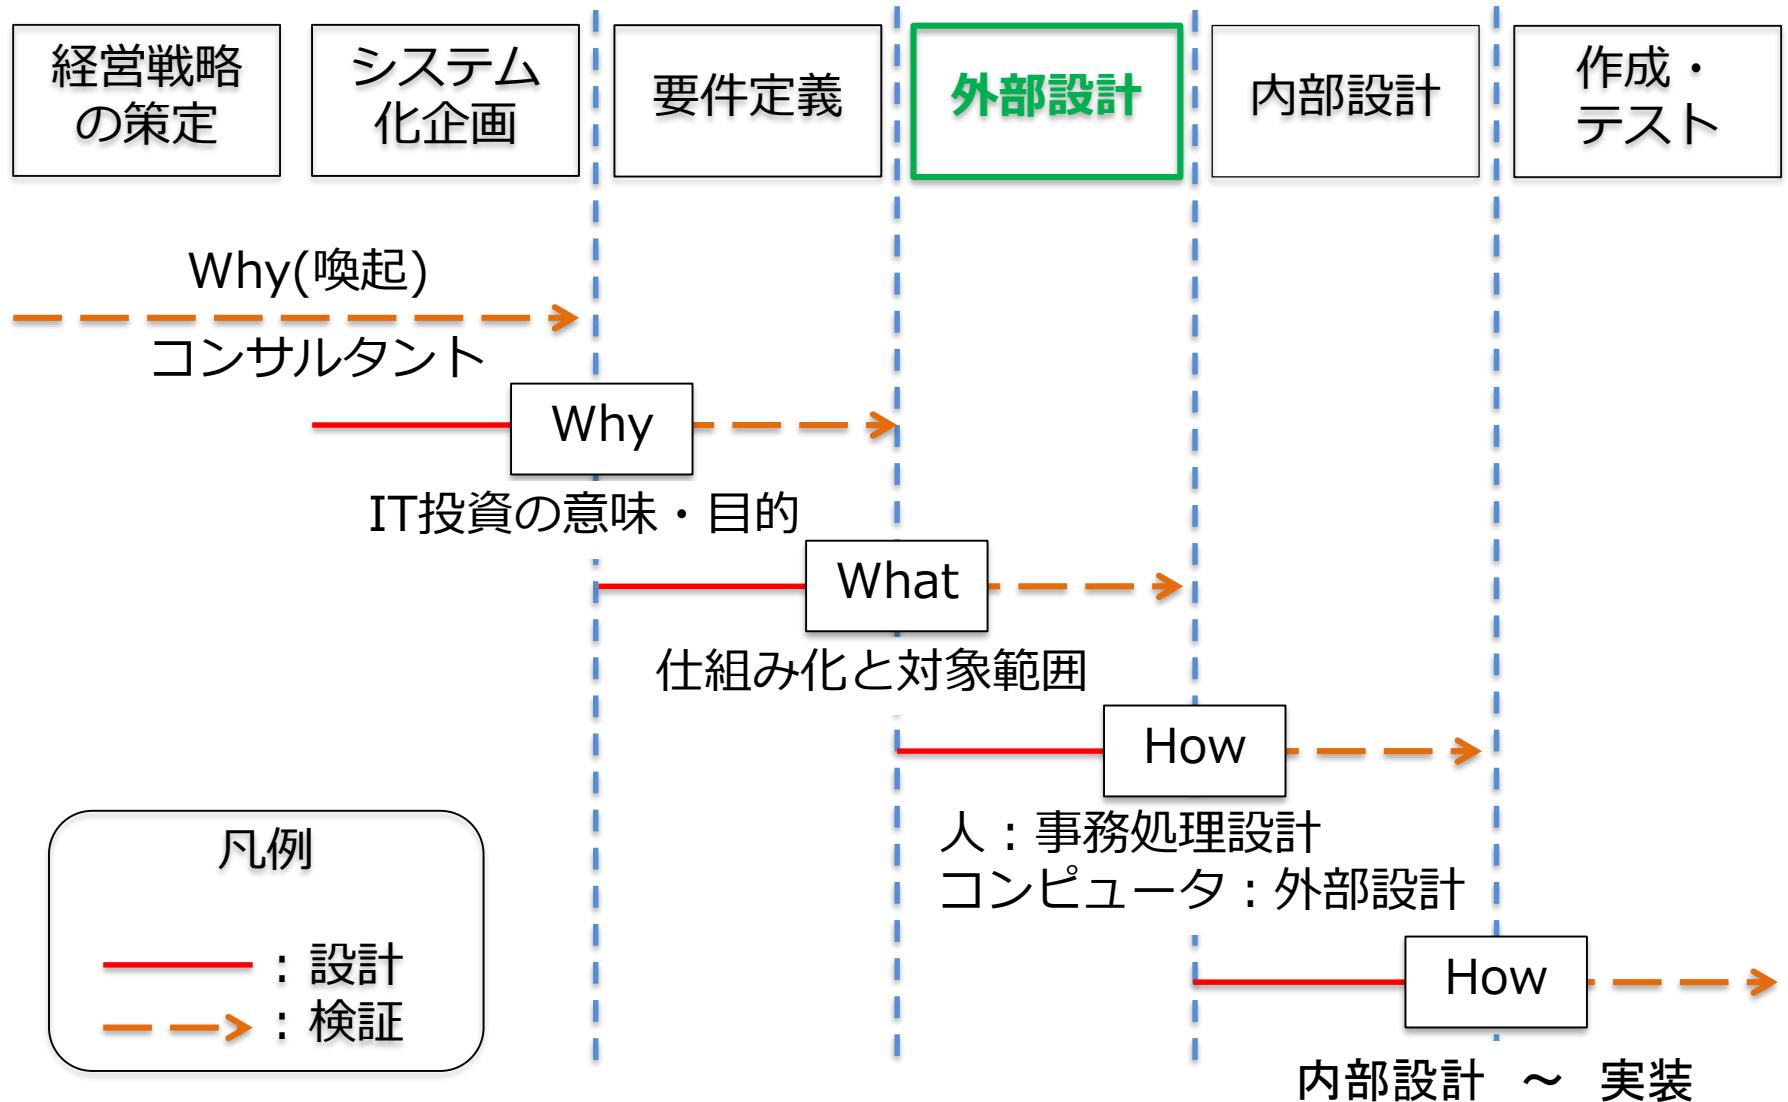 経営戦略
の策定
システム
化企画
要件定義
外部設計
内部設計
作成・
テスト
Why(喚起)
コンサルタント
Why
IT投資の意味・目的
What
仕組み化と対象範囲
How
人：事務処理設計
コンピュータ：外部設計
How
内部設計　～　実装
凡例
：設計
：検証